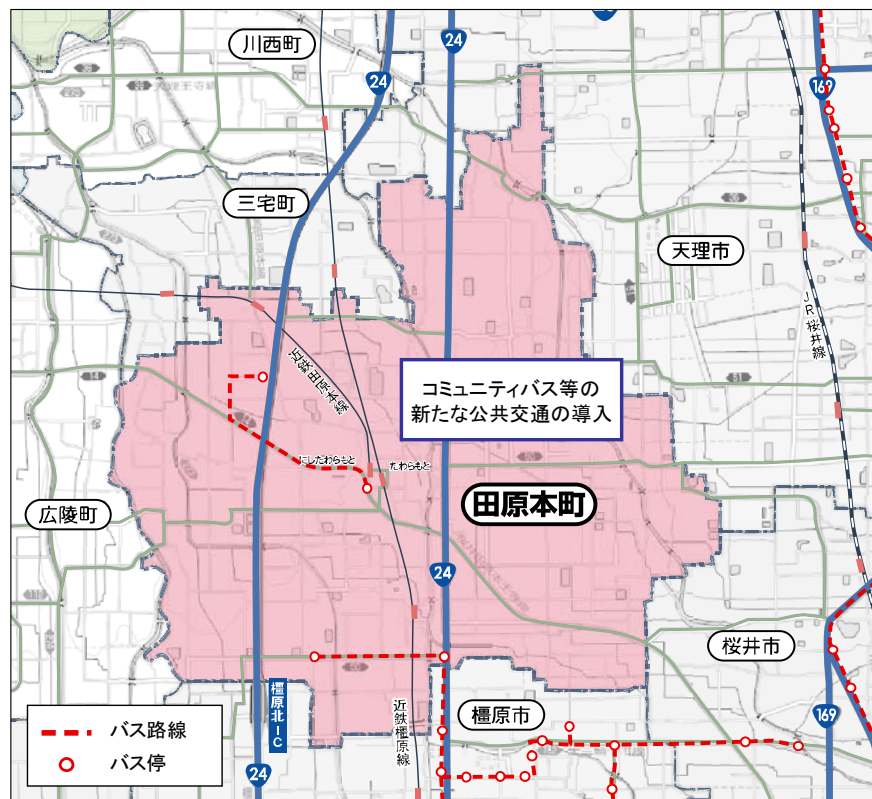 川西町
24
24
169
三宅町
天理市
JR桜井線
14
51
近鉄田原本線
コミュニティバス等の
新たな公共交通の導入
にしたわらもと
たわらもと
田原本町
広陵町
24
桜井市
50
橿原北IC
近鉄橿原線
橿原市
169
24
バス路線
バス停